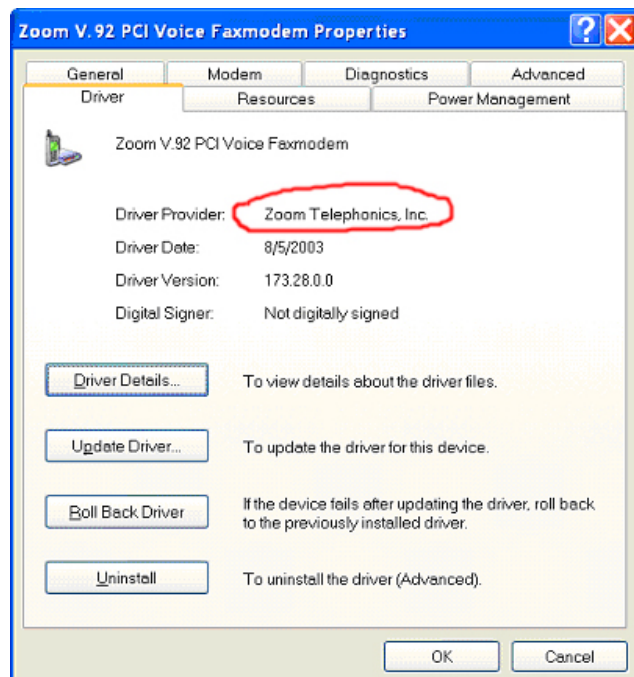 Zoom V.92 PCI Voice Faxmodem Properties
General Modem Diagnostics Advanced
Driver Resources Power Management
Zoom V.92 PCI Voice Faxmodem
Driver Provider: Zoom Telephonics, Inc.
Driver Date: 8/5/2003
Driver Version: 173.28.0.0
Digital Signer: Not digitally signed
Driver Details... To view details about the driver files.
Update Driver... To update the driver for this device.
Roll Back Driver If the device fails after updating the driver, roll back
to the previously installed driver.
Uninstall To uninstall the driver (Advanced).
OK Cancel